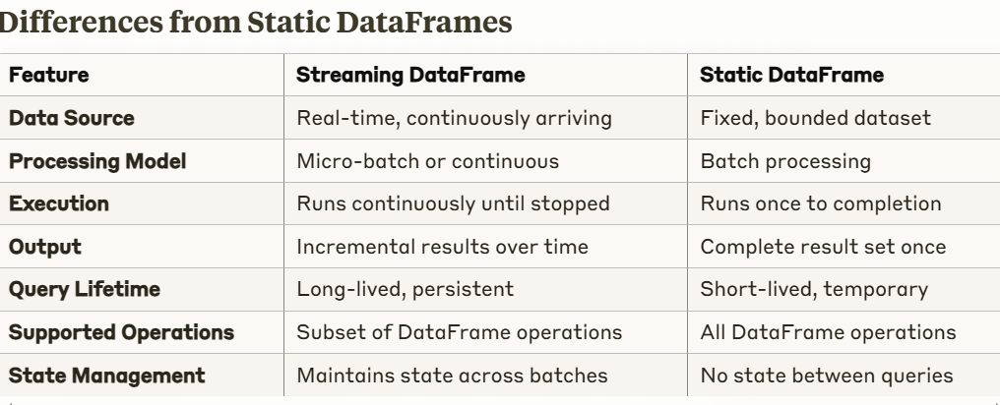 Differences from Static DataFrames
Feature Streaming DataFrame Static DataFrame
Data Source Real-time, continuously arriving Fixed, bounded dataset
Processing Model Micro-batch or continuous Batch processing
Execution Runs continuously until stopped Runs once to completion
Output Incremental results over time Complete result set once
Query Lifetime Long-lived, persistent Short-lived, temporary
Supported Operations Subset of DataFrame operations All DataFrame operations
State Management Maintains state across batches No state between queries